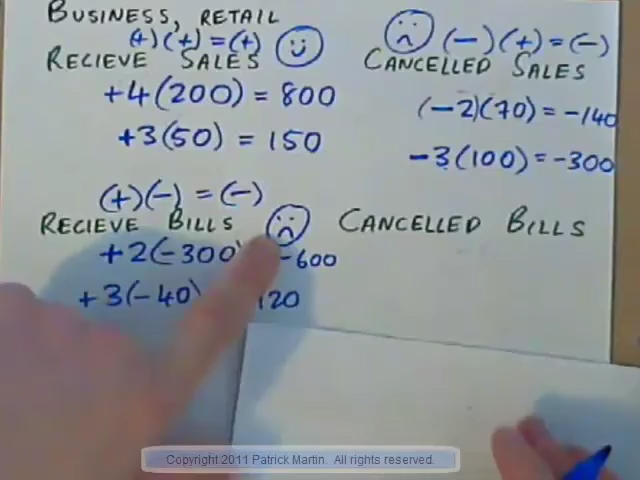 BUSINESS, RETAIL
(+)(+) = (+)
RECIEVE SALES
+4(200) = 800
+3(50) = 150
(−)(+) = (−)
CANCELLED SALES
(−2)(70) = −140
−3(100) = −300
(+)(−) = (−)
RECIEVE BILLS
+2(−300) −600
+3(−40) 120
CANCELLED BILLS
Copyright 2011 Patrick Martin. All rights reserved.